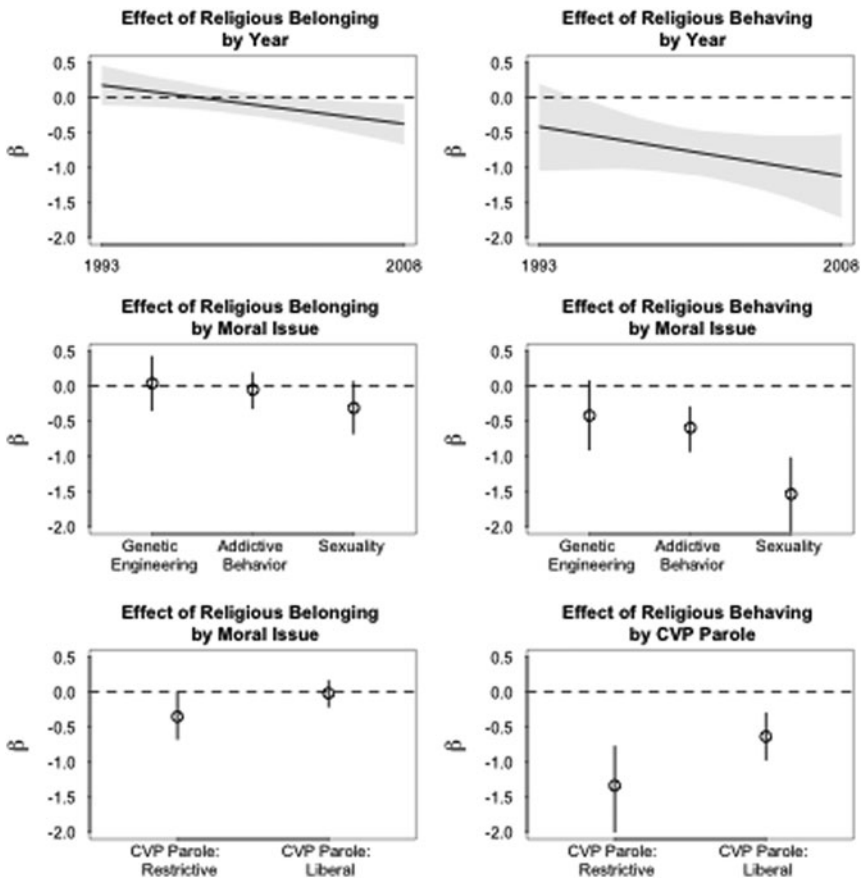 Effect of Religious Belonging
by Year
0.5
0.0
-0.5
-1.0
-1.5
-2.0
β
1993
2008
Effect of Religious Behaving
by Year
0.5
0.0
-0.5
-1.0
-1.5
-2.0
β
1993
2008
Effect of Religious Belonging
by Moral Issue
0.5
0.0
-0.5
-1.0
-1.5
-2.0
β
Genetic
Engineering
Addictive
Behavior
Sexuality
Effect of Religious Behaving
by Moral Issue
0.5
0.0
-0.5
-1.0
-1.5
-2.0
β
Genetic
Engineering
Addictive
Behavior
Sexuality
Effect of Religious Belonging
by Moral Issue
0.5
0.0
-0.5
-1.0
-1.5
-2.0
β
CVP Parole:
Restrictive
CVP Parole:
Liberal
Effect of Religious Behaving
by CVP Parole
0.5
0.0
-0.5
-1.0
-1.5
-2.0
β
CVP Parole:
Restrictive
CVP Parole:
Liberal